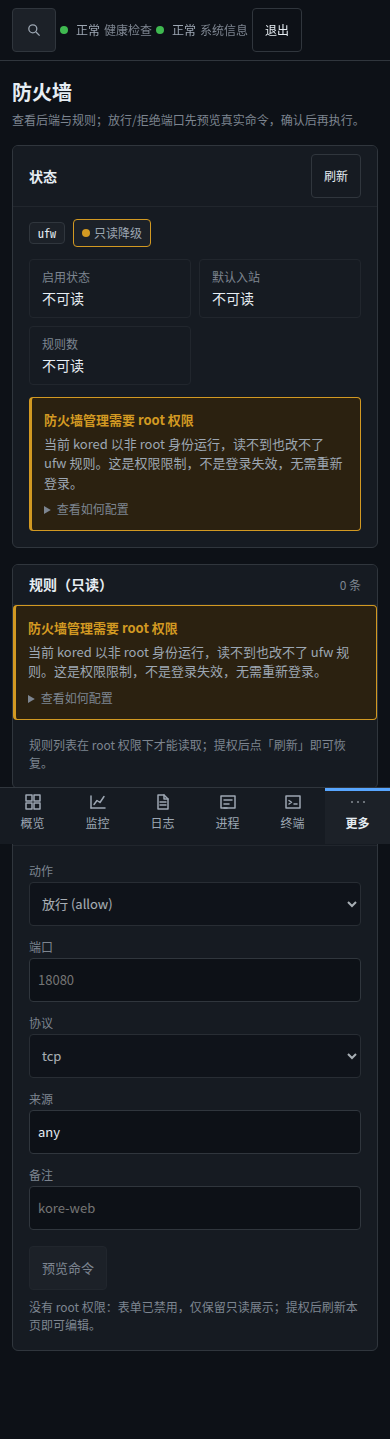 正常 健康检查 正常 系统信息 退出
防火墙
查看后端与规则；放行/拒绝端口先预览真实命令，确认后再执行。
状态 刷新
ufw 只读降级
启用状态 默认入站
不可读 不可读
规则数
不可读
防火墙管理需要 root 权限
当前 kored 以非 root 身份运行，读不到也改不了
ufw 规则。这是权限限制，不是登录失效，无需重新
登录。
查看如何配置
规则（只读） 0 条
防火墙管理需要 root 权限
当前 kored 以非 root 身份运行，读不到也改不了 ufw 规
则。这是权限限制，不是登录失效，无需重新登录。
查看如何配置
规则列表在 root 权限下才能读取；提权后点「刷新」即可恢
复。
概览 监控 日志 进程 终端 更多
动作
放行 (allow)
端口
18080
协议
tcp
来源
any
备注
kore-web
预览命令
没有 root 权限：表单已禁用，仅保留只读展示；提权后刷新本
页即可编辑。